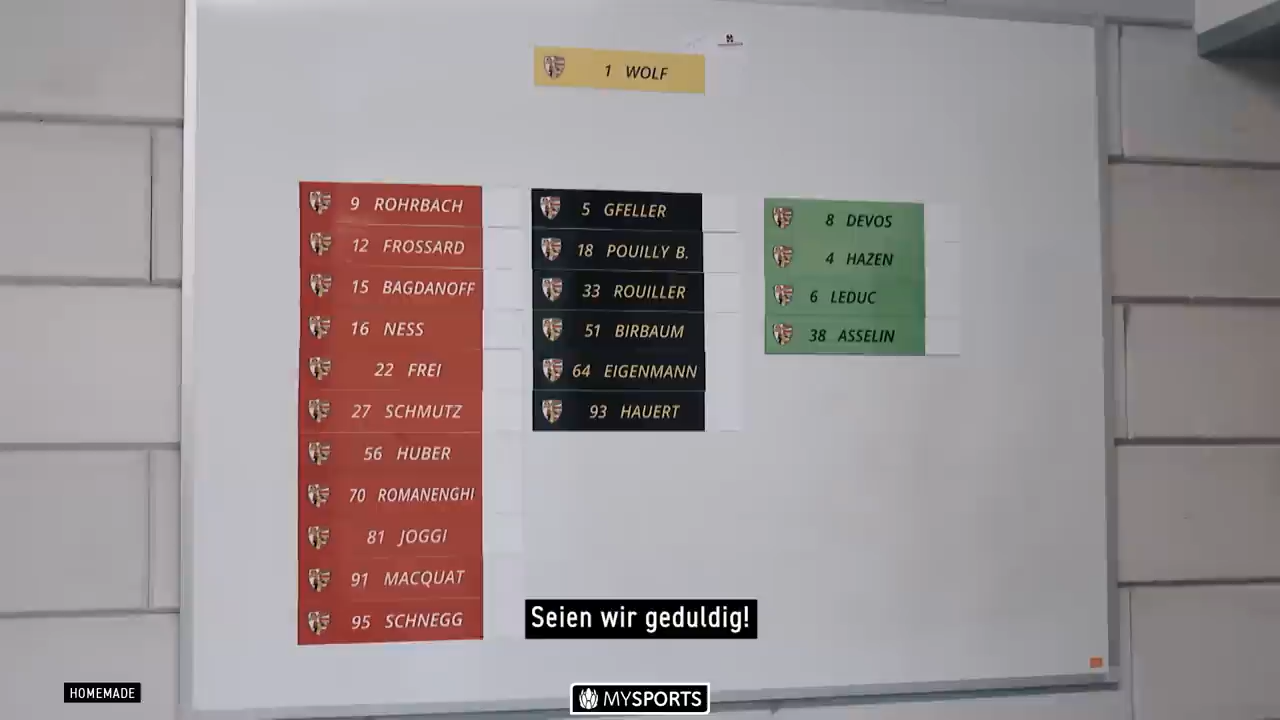 1 WOLF
9 ROHRBACH
12 FROSSARD
15 BAGDANOFF
16 NESS
22 FREI
27 SCHMUTZ
56 HUBER
70 ROMANENGHI
81 JOGGI
91 MACQUAT
95 SCHNEGG
5 GFELLER
18 POUILLY B.
33 ROUILLER
51 BIRBAUM
64 EIGENMANN
93 HAUERT
8 DEVOS
4 HAZEN
6 LEDUC
38 ASSELIN
Seien wir geduldig!
HOMEMADE
MYSPORTS